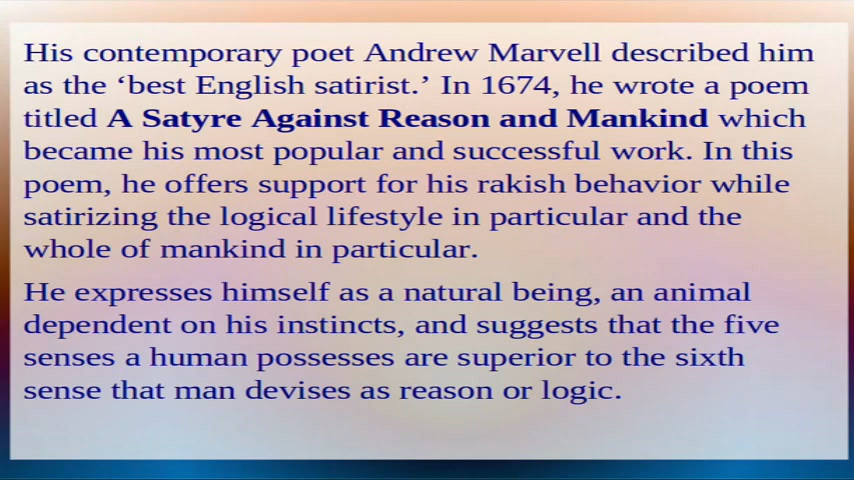 His contemporary poet Andrew Marvell described him
as the ‘best English satirist.’ In 1674, he wrote a poem
titled A Satyre Against Reason and Mankind which
became his most popular and successful work. In this
poem, he offers support for his rakish behavior while
satirizing the logical lifestyle in particular and the
whole of mankind in particular.
He expresses himself as a natural being, an animal
dependent on his instincts, and suggests that the five
senses a human possesses are superior to the sixth
sense that man devises as reason or logic.